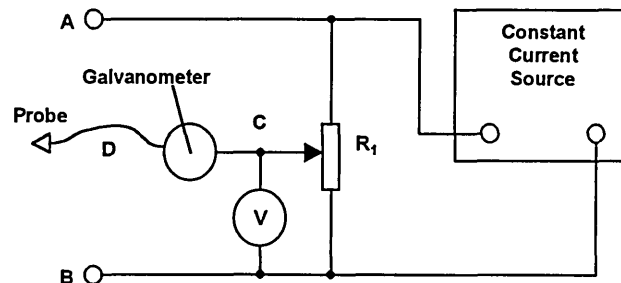 A
Constant
Current
Source
Galvanometer
Probe
C
D
R1
V
B